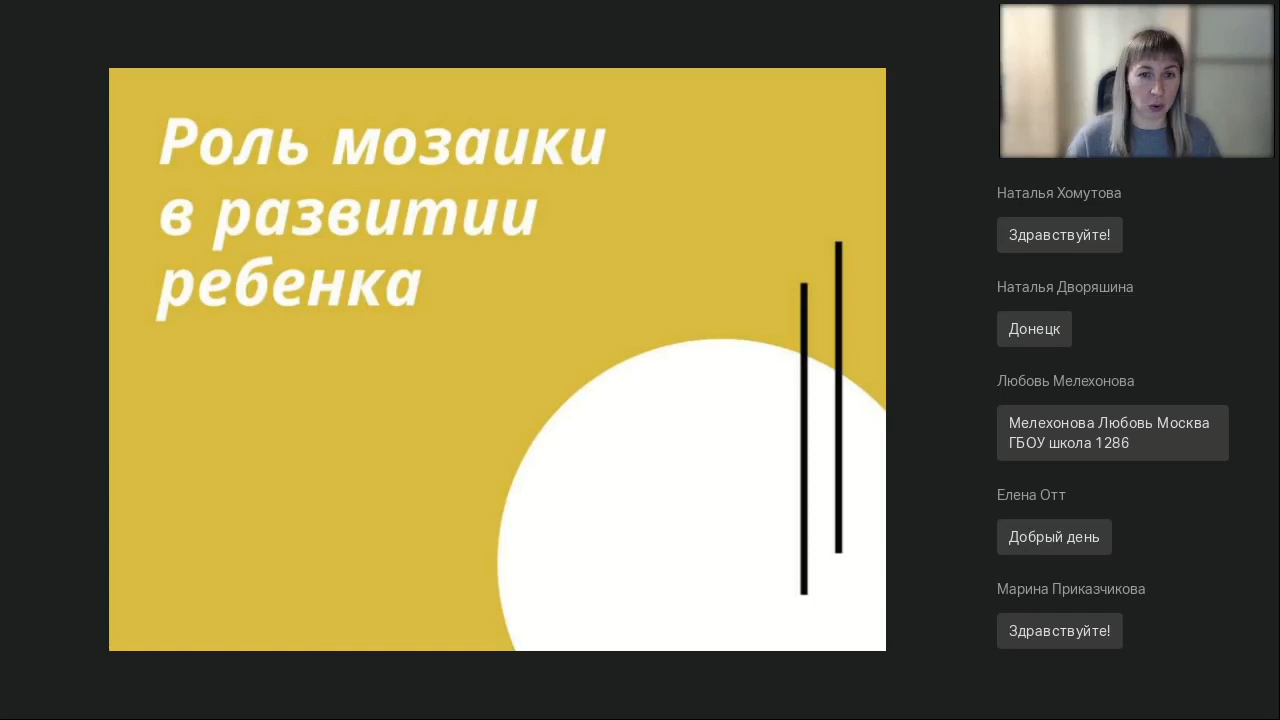 Роль мозаики
в развитии
ребенка
Наталья Хомутова
Здравствуйте!
Наталья Дворяшина
Донецк
Любовь Мелехонова
Мелехонова Любовь Москва
ГБОУ школа 1286
Елена Отт
Добрый день
Марина Приказчикова
Здравствуйте!